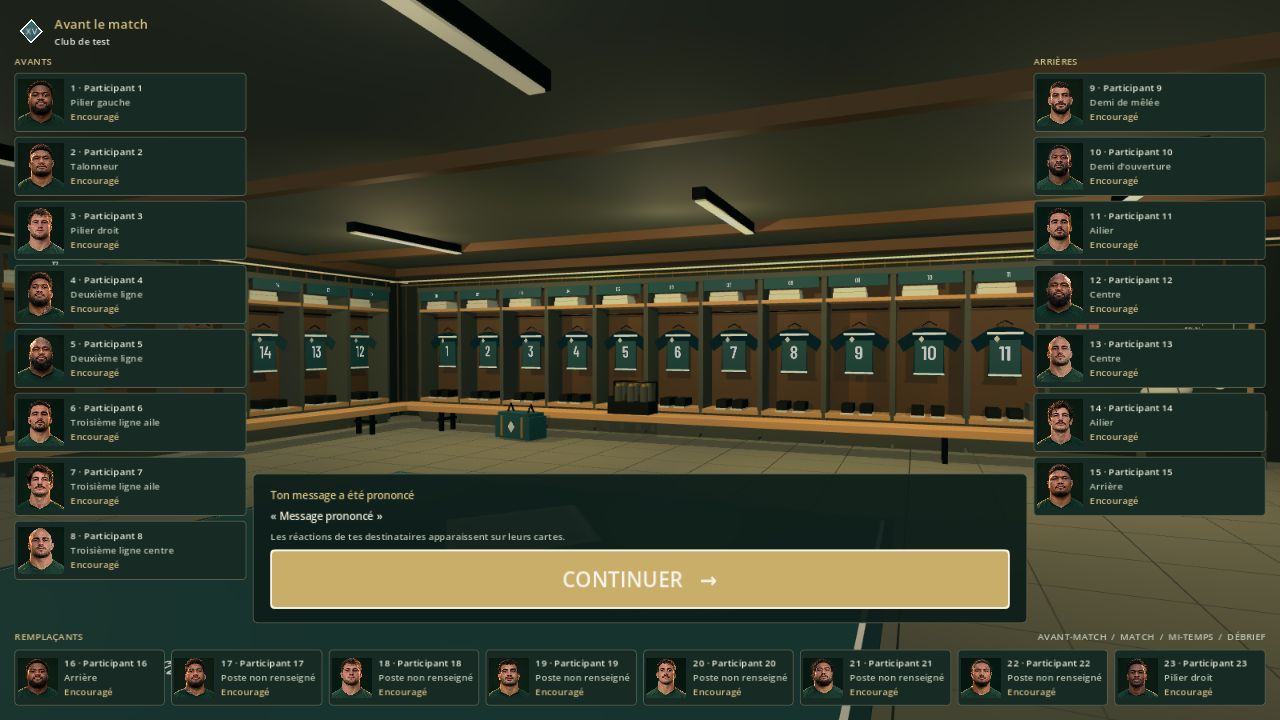 XV
Avant le match
Club de test
AVANTS
1 · Participant 1
Pilier gauche
Encouragé
2 · Participant 2
Talonneur
Encouragé
3 · Participant 3
Pilier droit
Encouragé
4 · Participant 4
Deuxième ligne
Encouragé
5 · Participant 5
Deuxième ligne
Encouragé
6 · Participant 6
Troisième ligne aile
Encouragé
7 · Participant 7
Troisième ligne aile
Encouragé
8 · Participant 8
Troisième ligne centre
Encouragé
14 13 12 1 2 3 4 5 6 7 8 9 10 11
Ton message a été prononcé
« Message prononcé »
Les réactions de tes destinataires apparaissent sur leurs cartes.
CONTINUER →
ARRIÈRES
9 · Participant 9
Demi de mêlée
Encouragé
10 · Participant 10
Demi d'ouverture
Encouragé
11 · Participant 11
Ailier
Encouragé
12 · Participant 12
Centre
Encouragé
13 · Participant 13
Centre
Encouragé
14 · Participant 14
Ailier
Encouragé
15 · Participant 15
Arrière
Encouragé
REMPLAÇANTS
AVANT-MATCH / MATCH / MI-TEMPS / DÉBRIEF
16 · Participant 16
Arrière
Encouragé
17 · Participant 17
Poste non renseigné
Encouragé
18 · Participant 18
Poste non renseigné
Encouragé
19 · Participant 19
Poste non renseigné
Encouragé
20 · Participant 20
Poste non renseigné
Encouragé
21 · Participant 21
Poste non renseigné
Encouragé
22 · Participant 22
Poste non renseigné
Encouragé
23 · Participant 23
Pilier droit
Encouragé